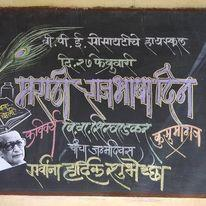 पी.ई. सोसायटीचे हायस्कूल
दि. २७ फेब्रुवारी
मराठी राजभाषा दिन
कविवर्य
वि. वा. शिरवाडकर
कुसुमाग्रज
यांचा जन्मदिवस
सर्वांना हार्दिक शुभेच्छा